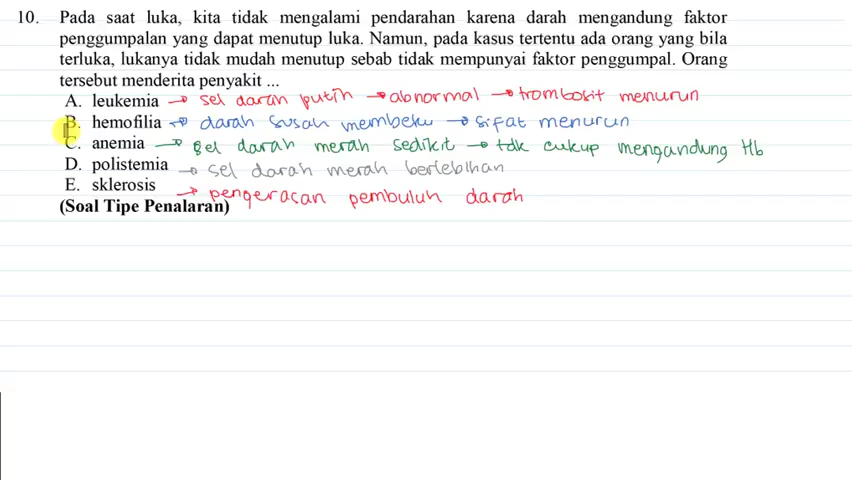 10. Pada saat luka, kita tidak mengalami pendarahan karena darah mengandung faktor
penggumpalan yang dapat menutup luka. Namun, pada kasus tertentu ada orang yang bila
terluka, lukanya tidak mudah menutup sebab tidak mempunyai faktor penggumpal. Orang
tersebut menderita penyakit ...
A. leukemia → sel darah putih → abnormal → trombosit menurun
B. hemofilia → darah susah membeku → sifat menurun
C. anemia → sel darah merah sedikit → tdk cukup mengandung Hb
D. polistemia → sel darah merah berlebihan
E. sklerosis → pengerasan pembuluh darah
(Soal Tipe Penalaran)